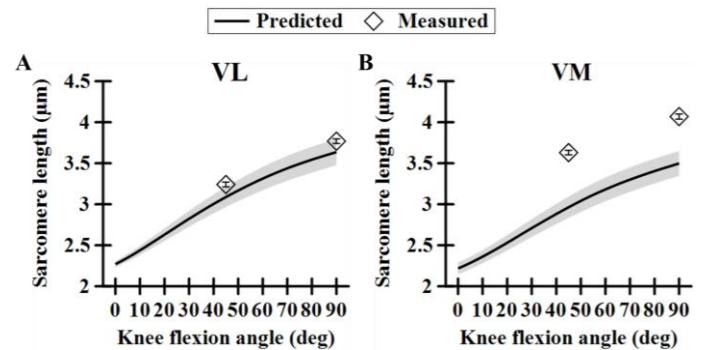 Predicted Measured
A VL
Sarcomere length (µm)
4.5
4
3.5
3
2.5
2
0 10 20 30 40 50 60 70 80 90
Knee flexion angle (deg)
B VM
Sarcomere length (µm)
4.5
4
3.5
3
2.5
2
0 10 20 30 40 50 60 70 80 90
Knee flexion angle (deg)